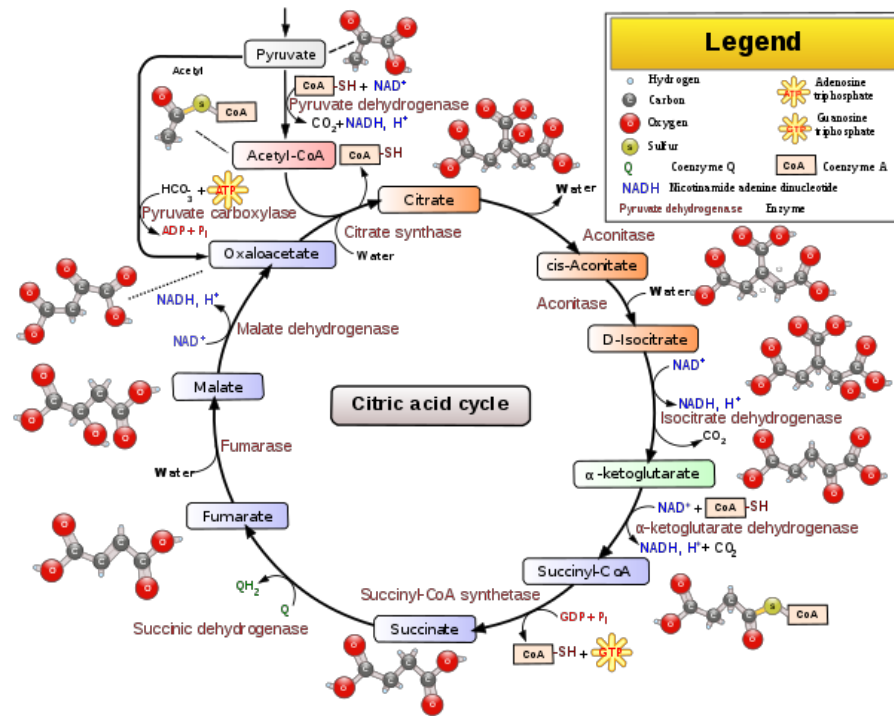 Pyruvate
Acetyl
CoA-SH + NAD⁺
Pyruvate dehydrogenase
CO₂+NADH, H⁺
S CoA
Acetyl-CoA
CoA-SH
HCO₃⁻ + ATP
Pyruvate carboxylase
ADP + Pᵢ
Citrate
Citrate synthase
Water
Oxaloacetate
Water
Aconitase
cis-Aconitate
Aconitase
Water
D-Isocitrate
NAD⁺
NADH, H⁺
Isocitrate dehydrogenase
CO₂
α-ketoglutarate
NAD⁺ + CoA-SH
α-ketoglutarate dehydrogenase
NADH, H⁺+ CO₂
Succinyl-CoA
S CoA
Succinyl-CoA synthetase
GDP + Pᵢ
CoA-SH + GTP
Succinate
Succinic dehydrogenase
Q
QH₂
Fumarate
Water
Fumarase
Malate
Malate dehydrogenase
NAD⁺
NADH, H⁺
Citric acid cycle
Legend
Hydrogen
C Carbon
O Oxygen
S Sulfur
Q Coenzyme Q
NADH Nicotinamide adenine dinucleotide
Pyruvate dehydrogenase Enzyme
ATP Adenosine
triphosphate
GTP Guanosine
triphosphate
CoA Coenzyme A